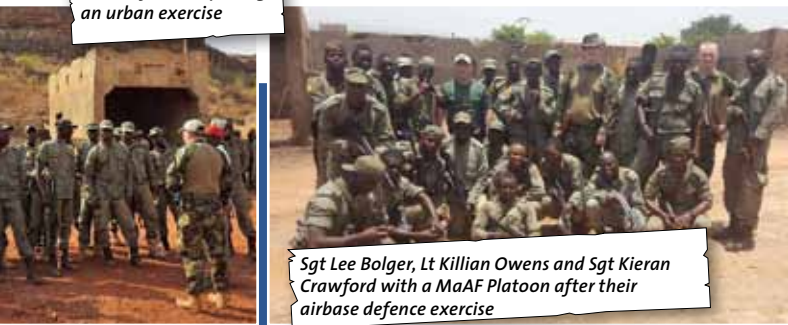 an urban exercise
Sgt Lee Bolger, Lt Killian Owens and Sgt Kieran
Crawford with a MaAF Platoon after their
airbase defence exercise